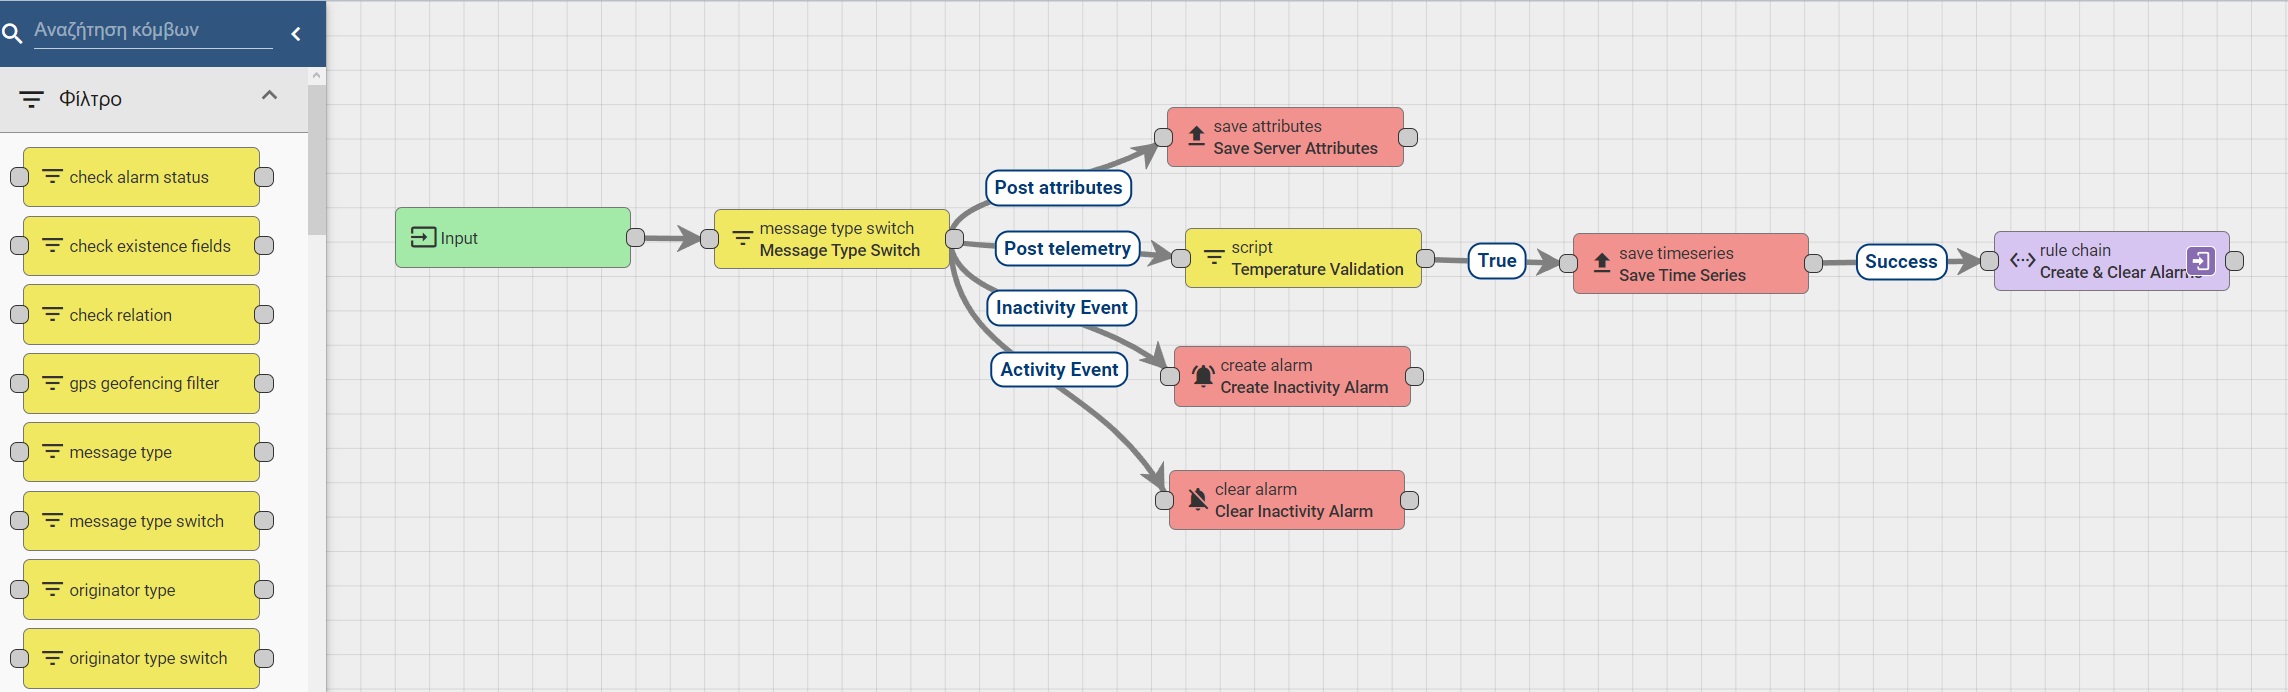 Αναζήτηση κόμβων
Φίλτρο
check alarm status
check existence fields
check relation
gps geofencing filter
message type
message type switch
originator type
originator type switch
Input
message type switch
Message Type Switch
Post attributes
Post telemetry
Inactivity Event
Activity Event
save attributes
Save Server Attributes
script
Temperature Validation
True
save timeseries
Save Time Series
Success
rule chain
Create & Clear Alarms
create alarm
Create Inactivity Alarm
clear alarm
Clear Inactivity Alarm